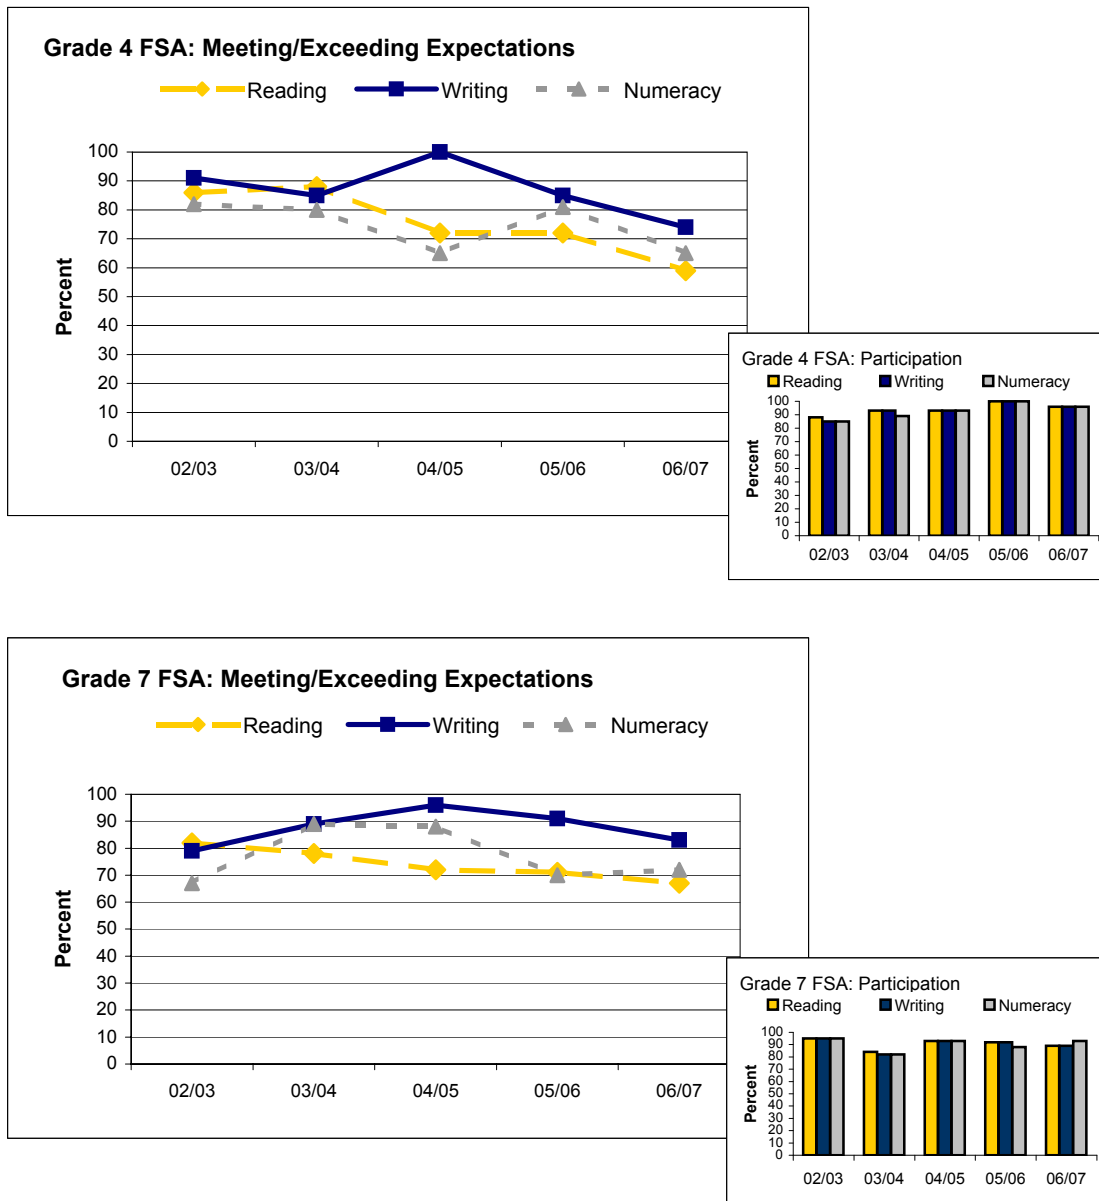 Grade 4 FSA: Meeting/Exceeding Expectations
Reading Writing Numeracy
Percent
100
90
80
70
60
50
40
30
20
10
0
02/03 03/04 04/05 05/06 06/07
Grade 4 FSA: Participation
Reading Writing Numeracy
Percent
100
90
80
70
60
50
40
30
20
10
0
02/03 03/04 04/05 05/06 06/07
Grade 7 FSA: Meeting/Exceeding Expectations
Reading Writing Numeracy
Percent
100
90
80
70
60
50
40
30
20
10
0
02/03 03/04 04/05 05/06 06/07
Grade 7 FSA: Participation
Reading Writing Numeracy
Percent
100
90
80
70
60
50
40
30
20
10
0
02/03 03/04 04/05 05/06 06/07